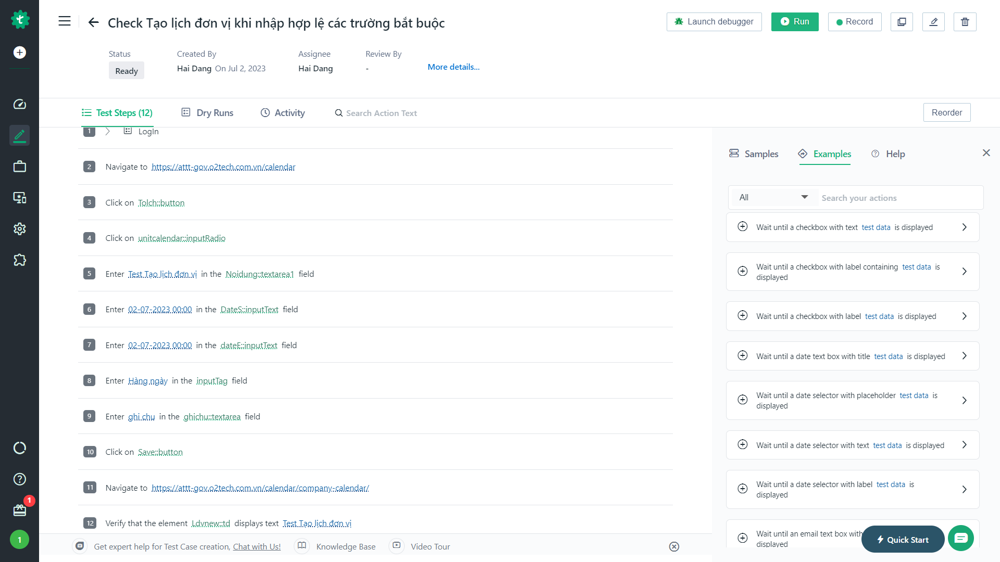 Check Tạo lịch đơn vị khi nhập hợp lệ các trường bắt buộc
Launch debugger
Run
Record
Status
Ready
Created By
Hai Dang On Jul 2, 2023
Assignee
Hai Dang
Review By
-
More details...
Test Steps (12)
Dry Runs
Activity
Search Action Text
Reorder
1 LogIn
2 Navigate to https://attt-gov.o2tech.com.vn/calendar
3 Click on Tolch::button
4 Click on unitcalendar::inputRadio
5 Enter Test Tạo lịch đơn vị in the Noidung::textarea1 field
6 Enter 02-07-2023 00:00 in the DateS::inputText field
7 Enter 02-07-2023 00:00 in the dateE::inputText field
8 Enter Hàng ngày in the inputTag field
9 Enter ghi chu in the ghichu::textarea field
10 Click on Save::button
11 Navigate to https://attt-gov.o2tech.com.vn/calendar/company-calendar/
12 Verify that the element Ldvnew::td displays text Test Tạo lịch đơn vị
Samples
Examples
Help
All
Search your actions
Wait until a checkbox with text test data is displayed
Wait until a checkbox with label containing test data is
displayed
Wait until a checkbox with label test data is displayed
Wait until a date text box with title test data is displayed
Wait until a date selector with placeholder test data is
displayed
Wait until a date selector with text test data is displayed
Wait until a date selector with label test data is
displayed
Wait until an email text box with
displayed
Quick Start
1
1
Get expert help for Test Case creation, Chat with Us!
Knowledge Base
Video Tour